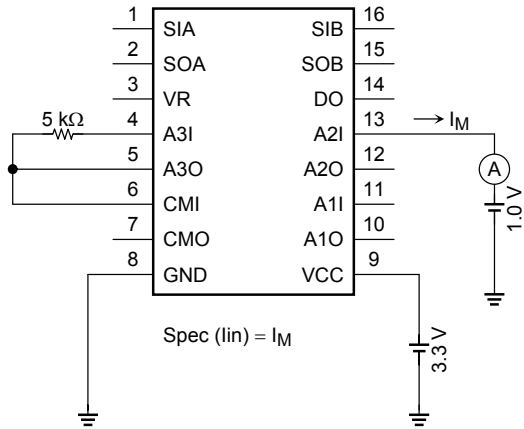 1 SIA SIB 16
2 SOA SOB 15
3 VR DO 14
5 kΩ 4 A3I A2I 13 → I_M
5 A3O A2O 12 A
6 CMI A1I 11 1.0 V
7 CMO A1O 10
8 GND VCC 9
Spec (Iin) = I_M
3.3 V